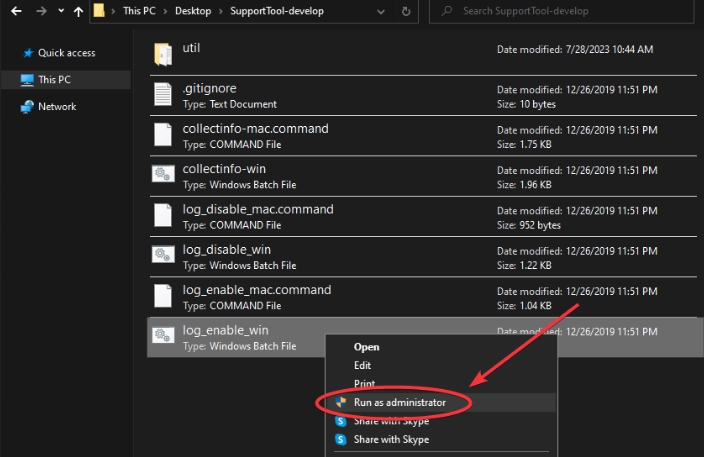 This PC > Desktop > SupportTool-develop
Search SupportTool-develop
Quick access
This PC
Network
util
Date modified: 7/28/2023 10:44 AM
.gitignore
Date modified: 12/26/2019 11:51 PM
Type: Text Document
Size: 10 bytes
collectinfo-mac.command
Date modified: 12/26/2019 11:51 PM
Type: COMMAND File
Size: 1.75 KB
collectinfo-win
Date modified: 12/26/2019 11:51 PM
Type: Windows Batch File
Size: 1.96 KB
log_disable_mac.command
Date modified: 12/26/2019 11:51 PM
Type: COMMAND File
Size: 952 bytes
log_disable_win
Date modified: 12/26/2019 11:51 PM
Type: Windows Batch File
Size: 1.22 KB
log_enable_mac.command
Date modified: 12/26/2019 11:51 PM
Type: COMMAND File
Size: 1.04 KB
log_enable_win
Date modified: 12/26/2019 11:51 PM
Type: Windows Batch File
Open
Edit
Print
Run as administrator
Share with Skype
Share with Skype